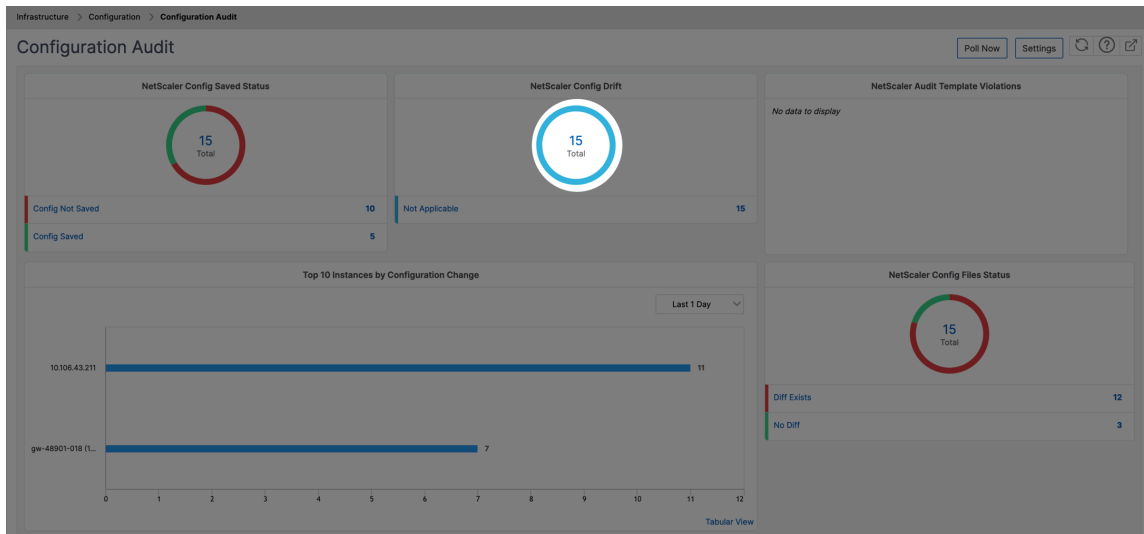 Infrastructure > Configuration > Configuration Audit
Configuration Audit
Poll Now
Settings
NetScaler Config Saved Status
15
Total
Config Not Saved 10
Config Saved 5
NetScaler Config Drift
15
Total
Not Applicable 15
NetScaler Audit Template Violations
No data to display
Top 10 Instances by Configuration Change
Last 1 Day
10.106.43.211
11
gw-48901-018 (1...
7
0 1 2 3 4 5 6 7 8 9 10 11 12
Tabular View
NetScaler Config Files Status
15
Total
Diff Exists 12
No Diff 3